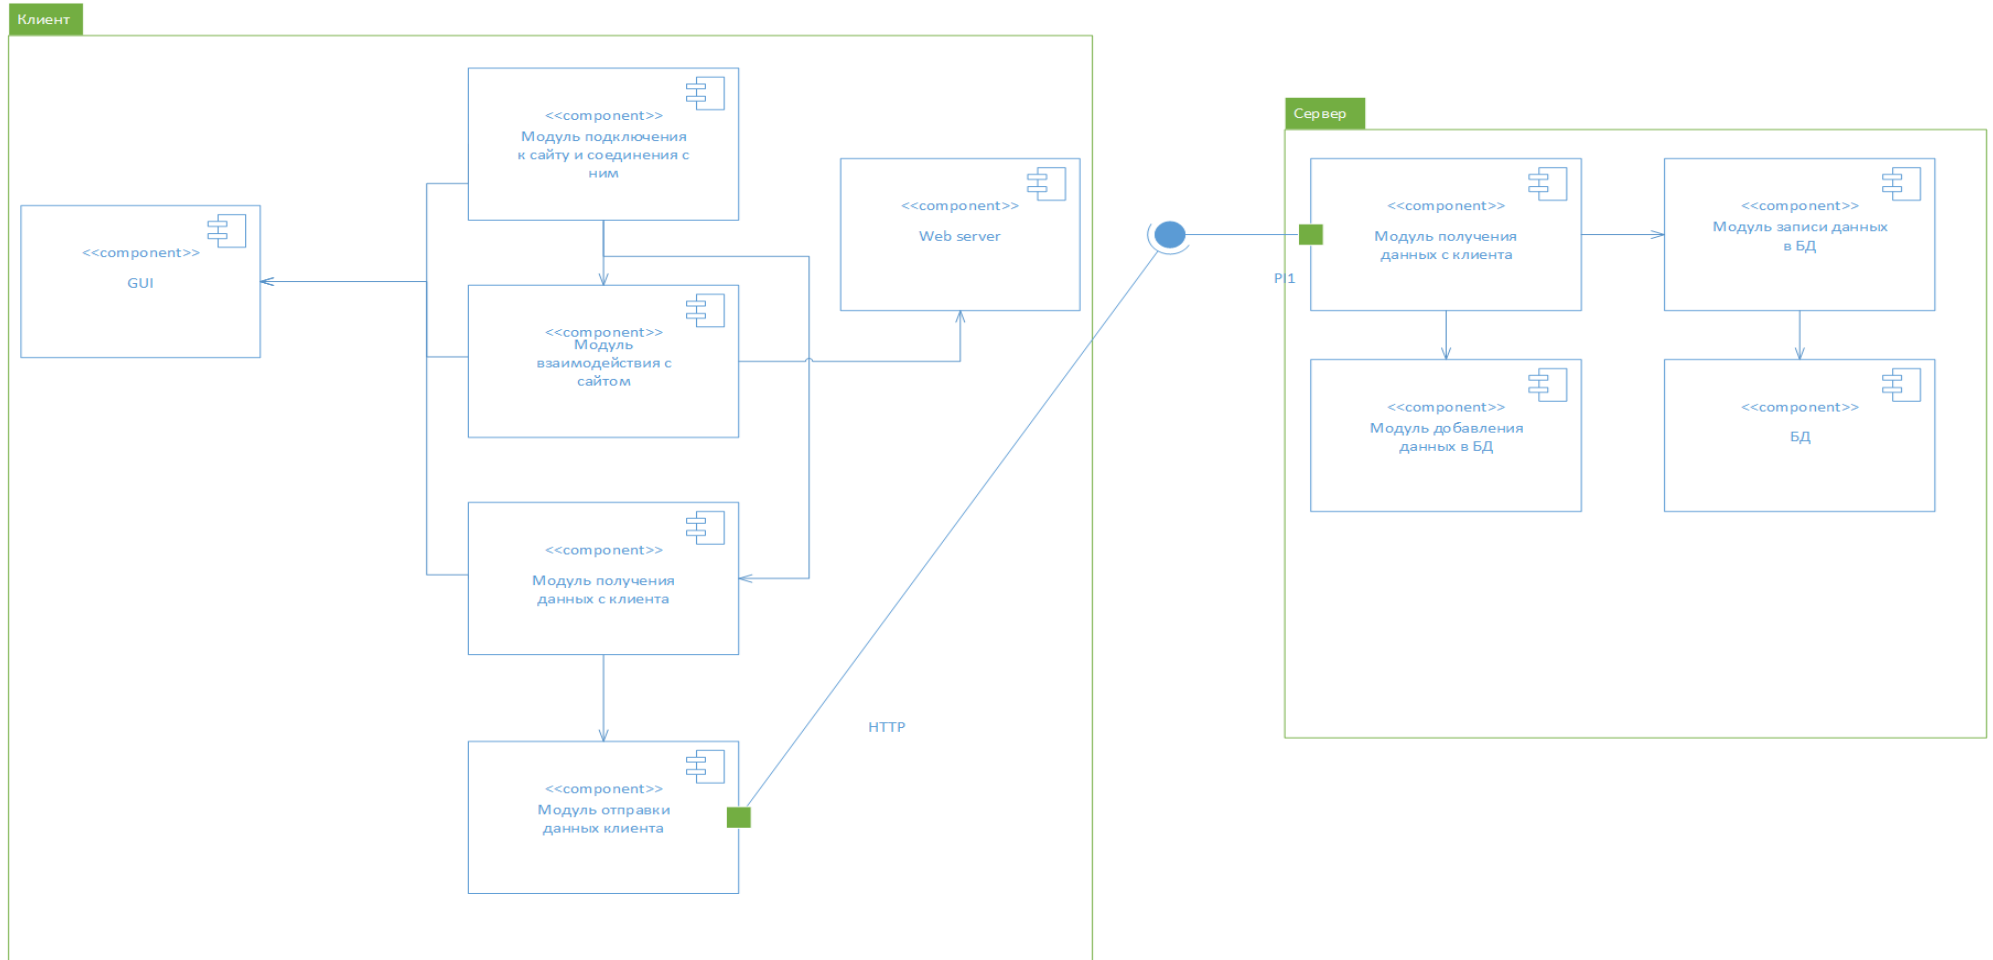 Клиент
<<component>>
Модуль подключения
к сайту и соединения с
ним
<<component>>
GUI
<<component>>
Модуль
взаимодействия с
сайтом
<<component>>
Web server
<<component>>
Модуль получения
данных с клиента
<<component>>
Модуль отправки
данных клиента
HTTP
Сервер
PI1
<<component>>
Модуль получения
данных с клиента
<<component>>
Модуль записи данных
в БД
<<component>>
Модуль добавления
данных в БД
<<component>>
БД